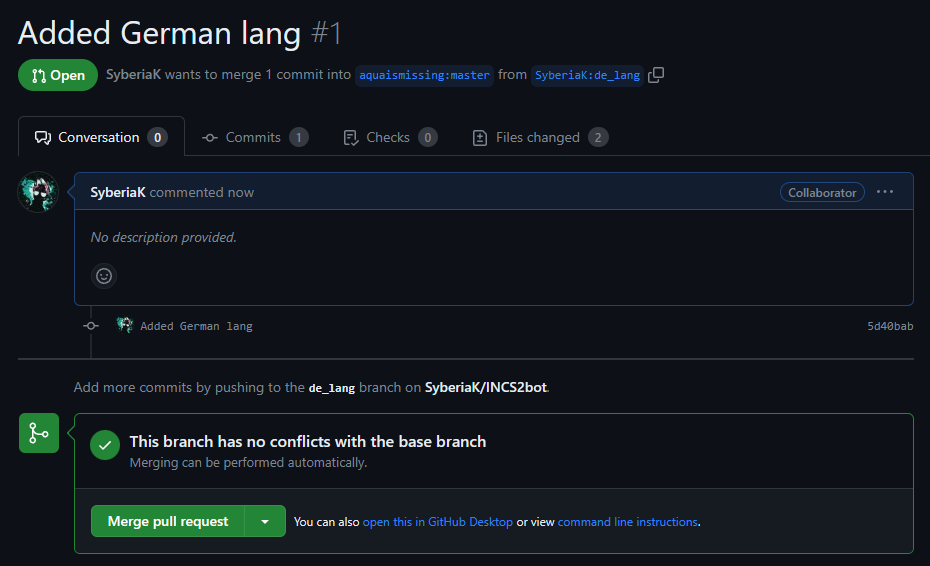 Added German lang #1
Open SyberiaK wants to merge 1 commit into aquaismissing:master from SyberiaK:de_lang
Conversation 0 Commits 1 Checks 0 Files changed 2
SyberiaK commented now Collaborator ...
No description provided.
Added German lang 5d40bab
Add more commits by pushing to the de_lang branch on SyberiaK/INCS2bot.
This branch has no conflicts with the base branch
Merging can be performed automatically.
Merge pull request You can also open this in GitHub Desktop or view command line instructions.